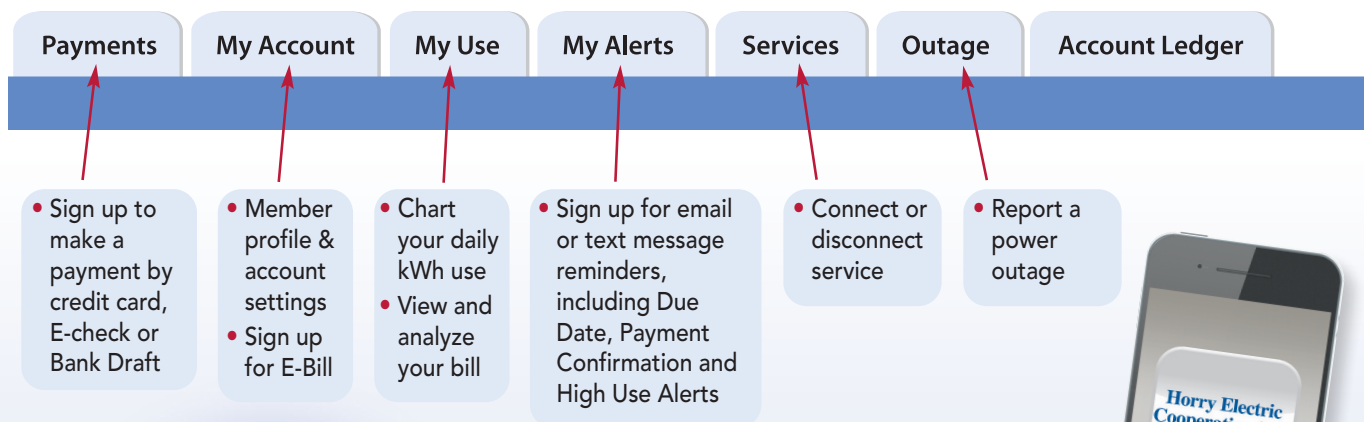 Payments
My Account
My Use
My Alerts
Services
Outage
Account Ledger
• Sign up to
make a
payment by
credit card,
E-check or
Bank Draft
• Member
profile &
account
settings
• Sign up
for E-Bill
• Chart
your daily
kWh use
• View and
analyze
your bill
• Sign up for email
or text message
reminders,
including Due
Date, Payment
Confirmation and
High Use Alerts
• Connect or
disconnect
service
• Report a
power
outage
Horry Electric